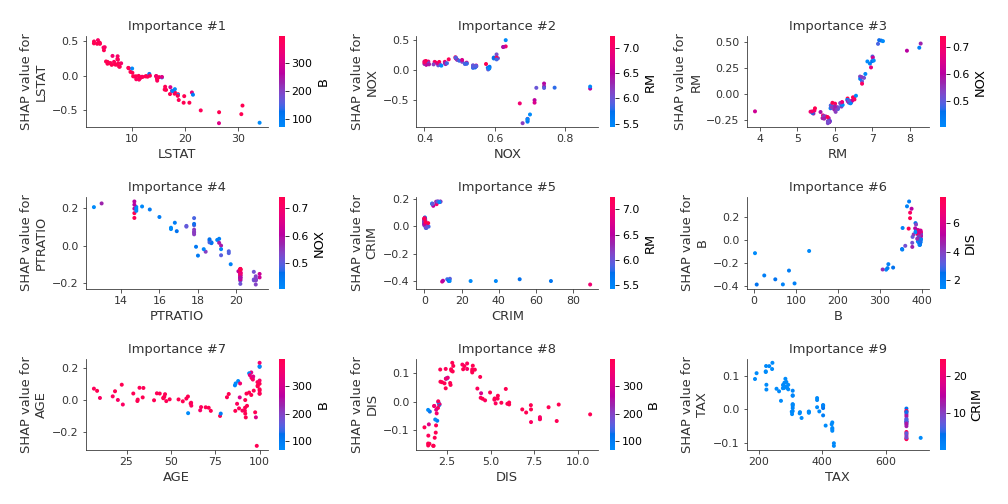 Importance #1
SHAP value for
LSTAT
0.5
0.0
−0.5
10
20
30
LSTAT
300
200
100
B
Importance #2
SHAP value for
NOX
0.5
0.0
−0.5
0.4
0.6
0.8
NOX
7.0
6.5
6.0
5.5
RM
Importance #3
SHAP value for
RM
0.50
0.25
0.00
−0.25
4
5
6
7
8
RM
0.7
0.6
0.5
NOX
Importance #4
SHAP value for
PTRATIO
0.2
0.0
−0.2
14
16
18
20
PTRATIO
0.7
0.6
0.5
NOX
Importance #5
SHAP value for
CRIM
0.2
0.0
−0.2
−0.4
0
20
40
60
80
CRIM
7.0
6.5
6.0
5.5
RM
Importance #6
SHAP value for
B
0.2
0.0
−0.2
−0.4
0
100
200
300
400
B
6
4
2
DIS
Importance #7
SHAP value for
AGE
0.2
0.0
−0.2
25
50
75
100
AGE
300
200
100
B
Importance #8
SHAP value for
DIS
0.1
0.0
−0.1
2.5
5.0
7.5
10.0
DIS
300
200
100
B
Importance #9
SHAP value for
TAX
0.1
0.0
−0.1
200
400
600
TAX
20
10
CRIM